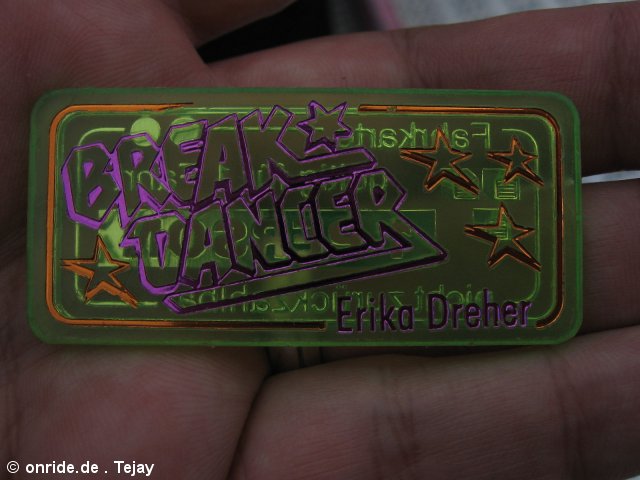 BREAK
DANCER
Erika Dreher
Fahrkarte
nicht zurückzahlbar
© onride.de . Tejay